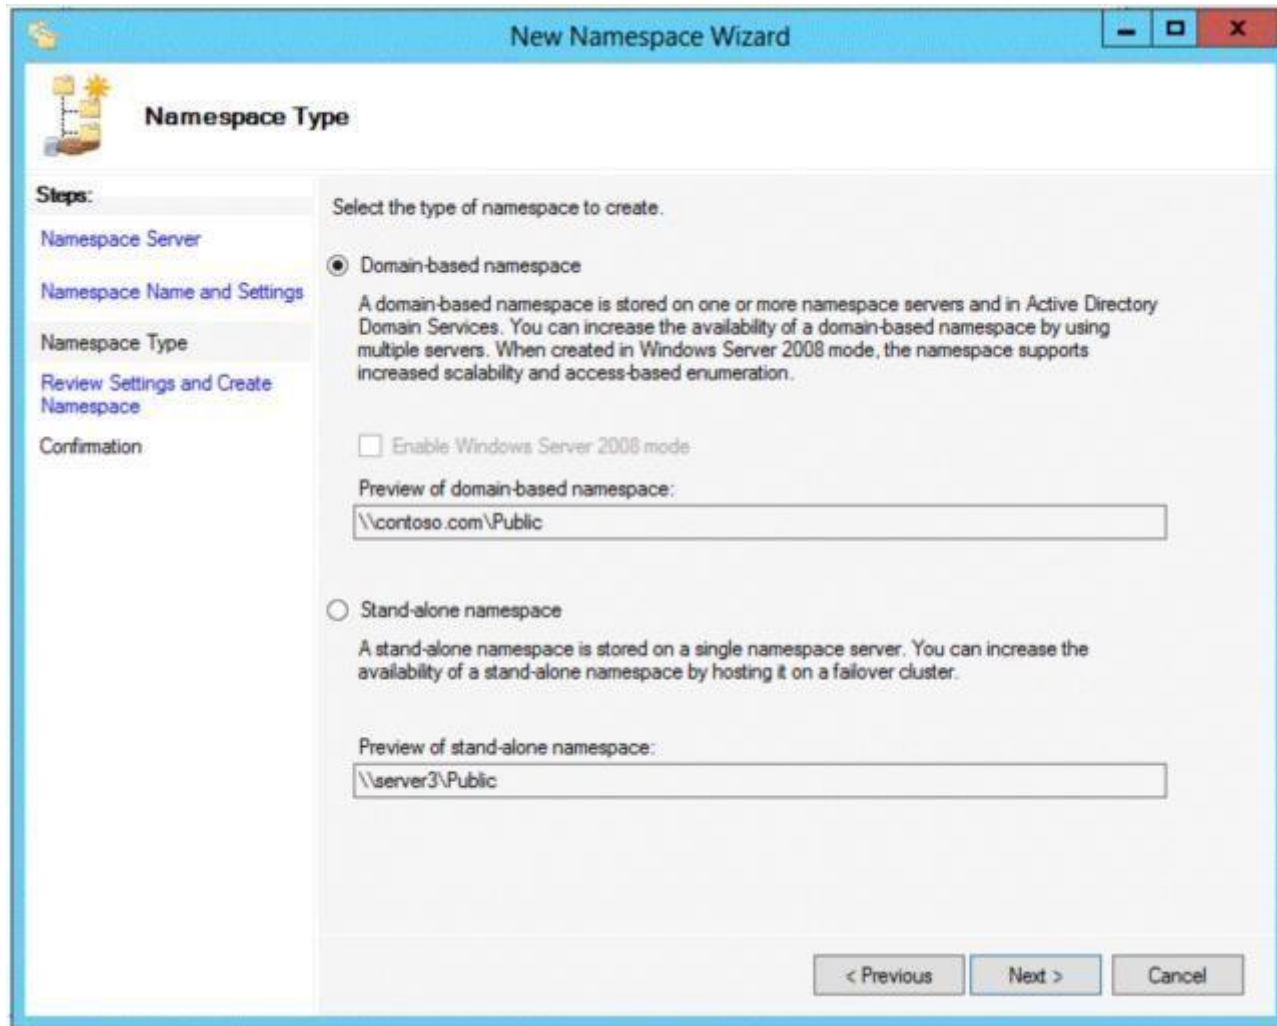 New Namespace Wizard
Namespace Type
Steps:
Namespace Server
Namespace Name and Settings
Namespace Type
Review Settings and Create
Namespace
Confirmation
Select the type of namespace to create.
Domain-based namespace
A domain-based namespace is stored on one or more namespace servers and in Active Directory
Domain Services. You can increase the availability of a domain-based namespace by using
multiple servers. When created in Windows Server 2008 mode, the namespace supports
increased scalability and access-based enumeration.
Enable Windows Server 2008 mode
Preview of domain-based namespace:
\\contoso.com\Public
Stand-alone namespace
A stand-alone namespace is stored on a single namespace server. You can increase the
availability of a stand-alone namespace by hosting it on a failover cluster.
Preview of stand-alone namespace:
\\server3\Public
< Previous
Next >
Cancel